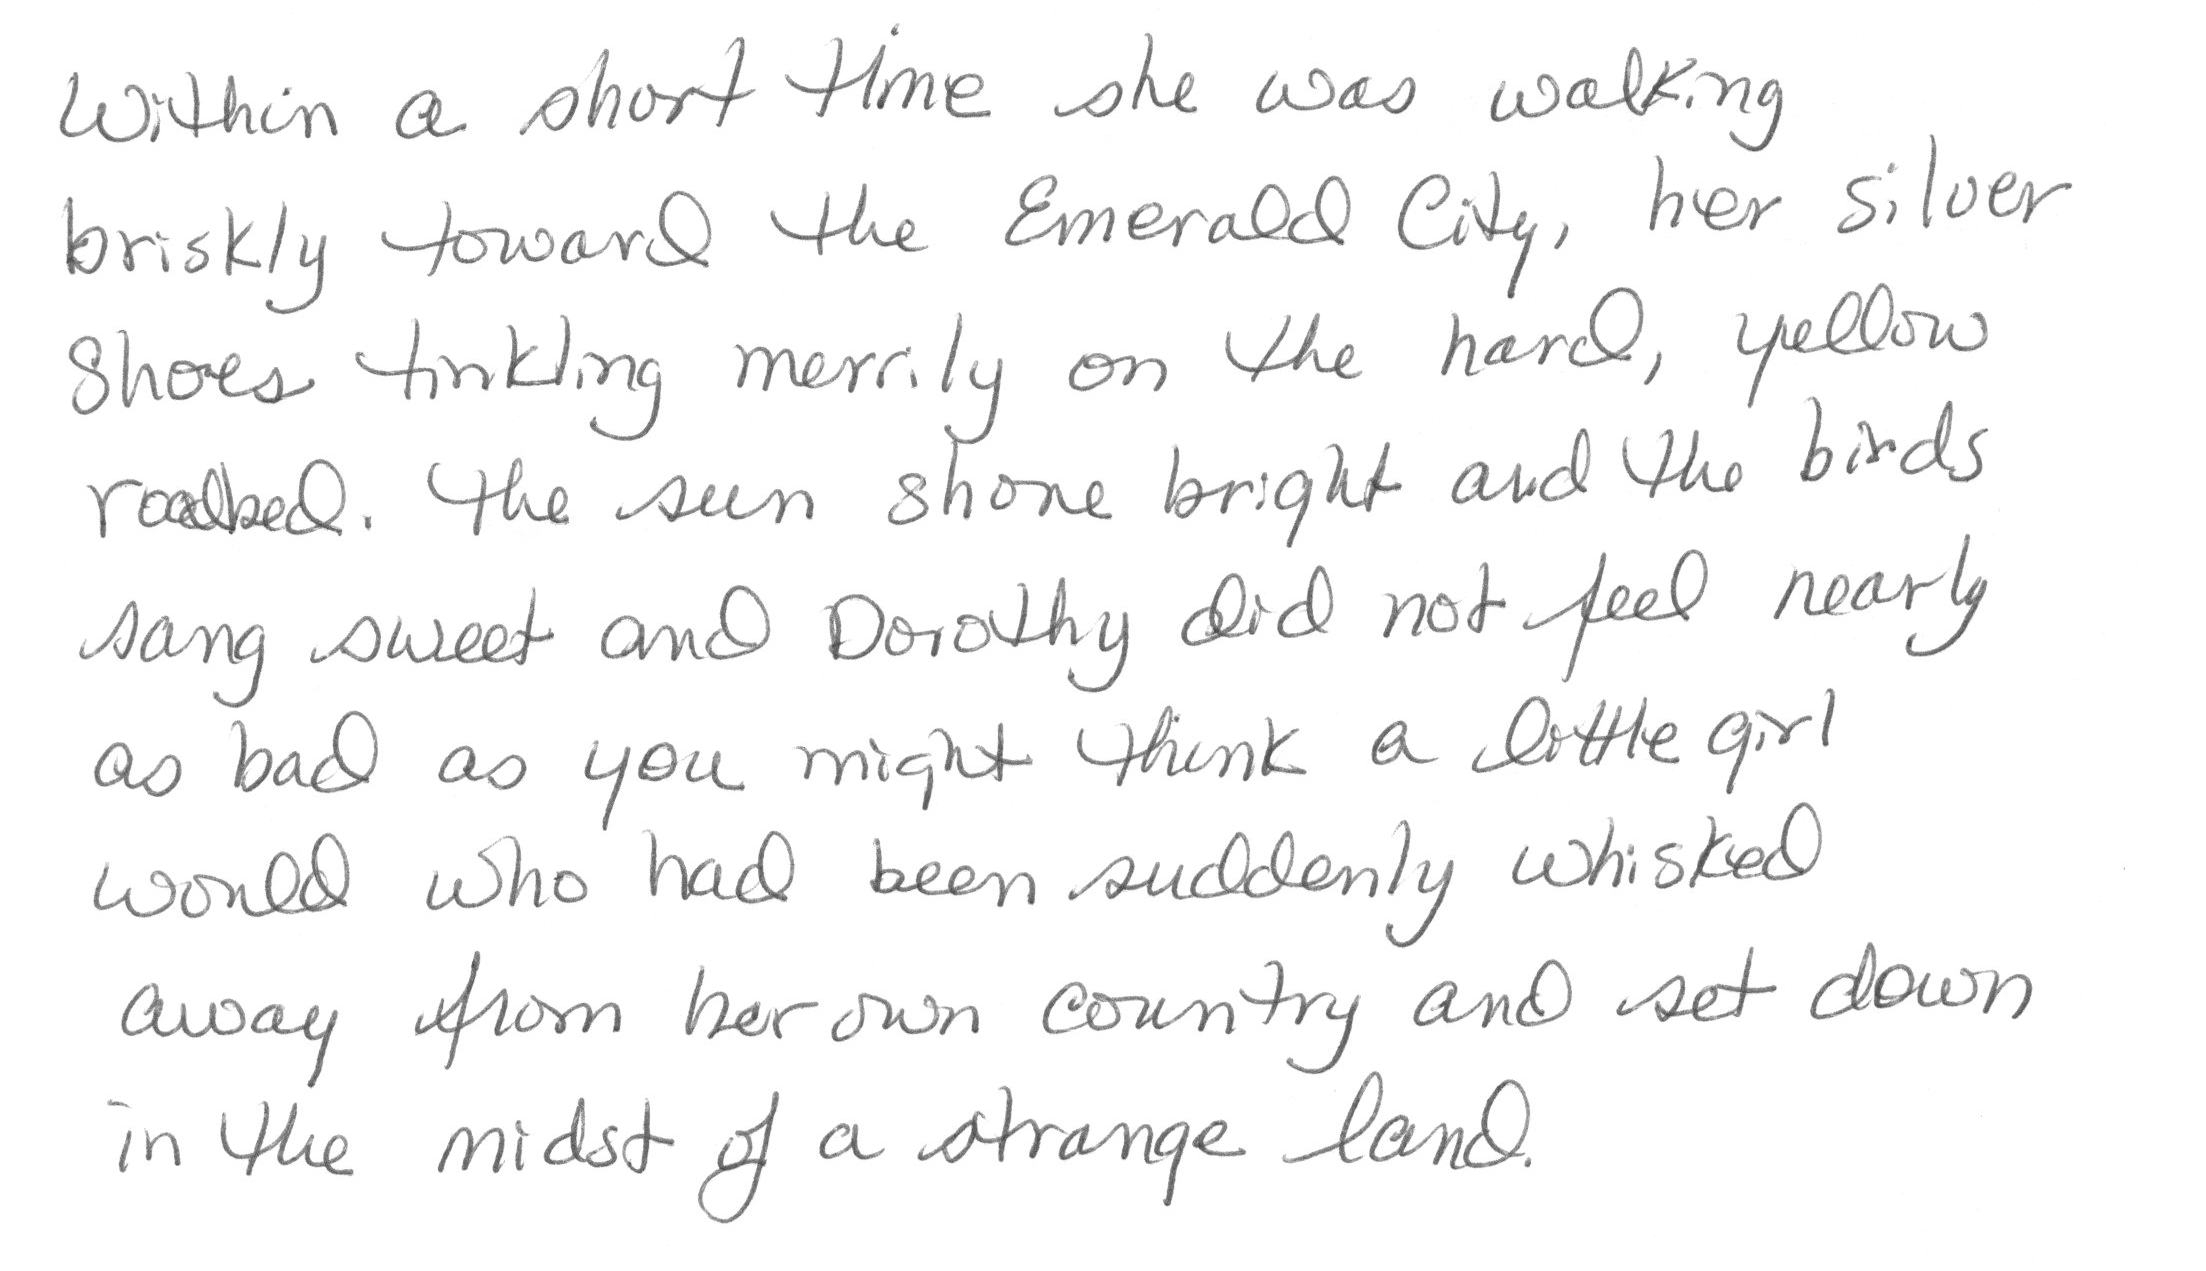 Within a short time she was walking
briskly toward the Emerald City, her silver
Shoes tinkling merrily on the hard, yellow
roadbed. The sun shone bright and the birds
sang sweet and Dorothy did not feel nearly
as bad as you might think a little girl
would who had been suddenly whisked
away from her own country and set down
in the midst of a strange land.